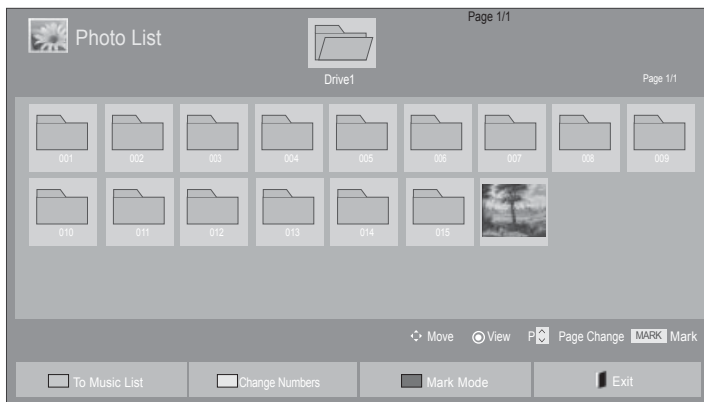 Page 1/1
Photo List
Drive1
Page 1/1
001 002 003 004 005 006 007 008 009
010 011 012 013 014 015
Move View P Page Change MARK Mark
To Music List Change Numbers Mark Mode Exit